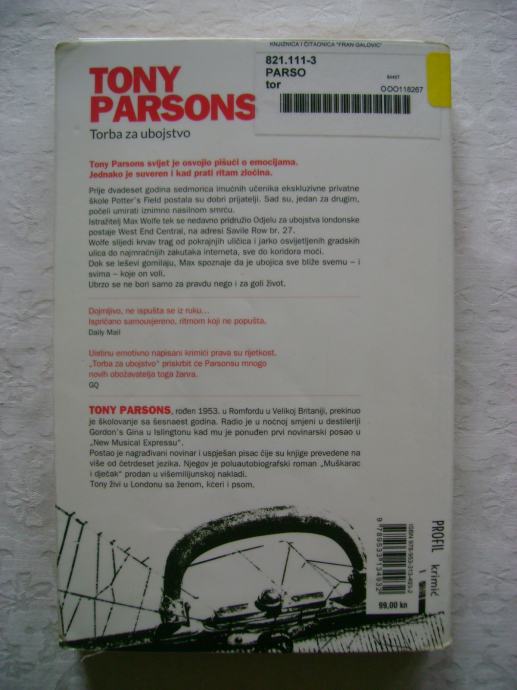 KNJIŽNICA I ČITAONICA "FRAN GALOVIĆ"
821.111-3
PARSO
tor
OOO118267
TONY
PARSONS
Torba za ubojstvo
Tony Parsons svijet je osvojio pišući o emocijama.
Jednako je suveren i kad prati ritam zločina.
Prije dvadeset godina sedmorica imućnih učenika ekskluzivne privatne
škole Potter's Field postala su dobri prijatelji. Sad su, jedan za drugim,
počeli umirati iznimno nasilnom smrću.
Istražitelj Max Wolfe tek se nedavno pridružio Odjelu za ubojstva londonske
postaje West End Central, na adresi Savile Row br. 27.
Wolfe slijedi krvav trag od pokrajnjih uličica i jarko osvijetljenih gradskih
ulica do najmračnijih zakutaka interneta, sve do koridora moći.
Dok se leševi gomilaju, Max spoznaje da je ubojica sve bliže svemu – i
svima – koje on voli.
Ubrzo se ne bori samo za pravdu nego i za goli život.
Dojmljivo, ne ispušta se iz ruku...
Ispričano samouvjereno, ritmom koji ne popušta.
Daily Mail
Uistinu emotivno napisani krimići prava su rijetkost.
„Torba za ubojstvo“ priskrbit će Parsonsu mnogo
novih obožavatelja toga žanra.
GQ
TONY PARSONS, rođen 1953. u Romfordu u Velikoj Britaniji, prekinuo
je školovanje sa šesnaest godina. Radio je u noćnoj smjeni u destileriji
Gordon's Gina u Islingtonu kad mu je ponuđen prvi novinarski posao u
„New Musical Expressu“.
Postao je nagrađivani novinar i uspješan pisac čije su knjige prevedene na
više od četrdeset jezika. Njegov je poluautobiografski roman „Muškarac
i dječak“ prodan u višemilijunskoj nakladi.
Tony živi u Londonu sa ženom, kćeri i psom.
PROFIL krimić
ISBN 978-953-313-493-2
9 789533 134932
99,00 kn